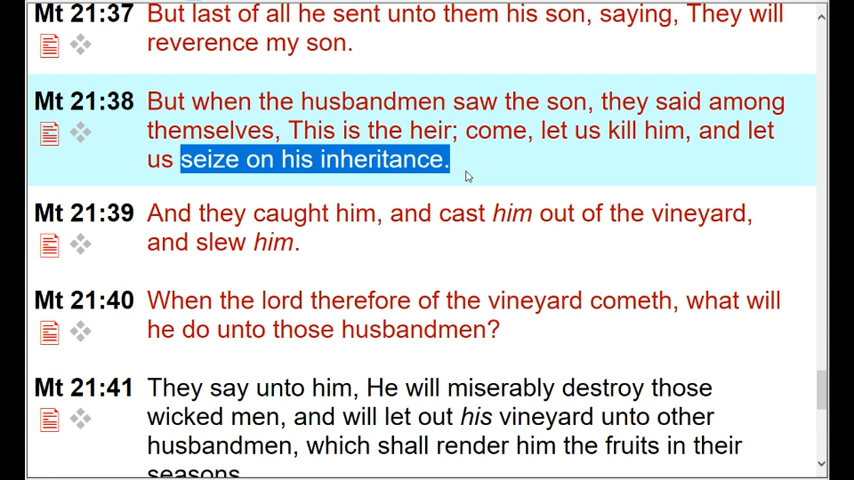 Mt 21:37 But last of all he sent unto them his son, saying, They will
reverence my son.
Mt 21:38 But when the husbandmen saw the son, they said among
themselves, This is the heir; come, let us kill him, and let
us seize on his inheritance.
Mt 21:39 And they caught him, and cast him out of the vineyard,
and slew him.
Mt 21:40 When the lord therefore of the vineyard cometh, what will
he do unto those husbandmen?
Mt 21:41 They say unto him, He will miserably destroy those
wicked men, and will let out his vineyard unto other
husbandmen, which shall render him the fruits in their
seasons.